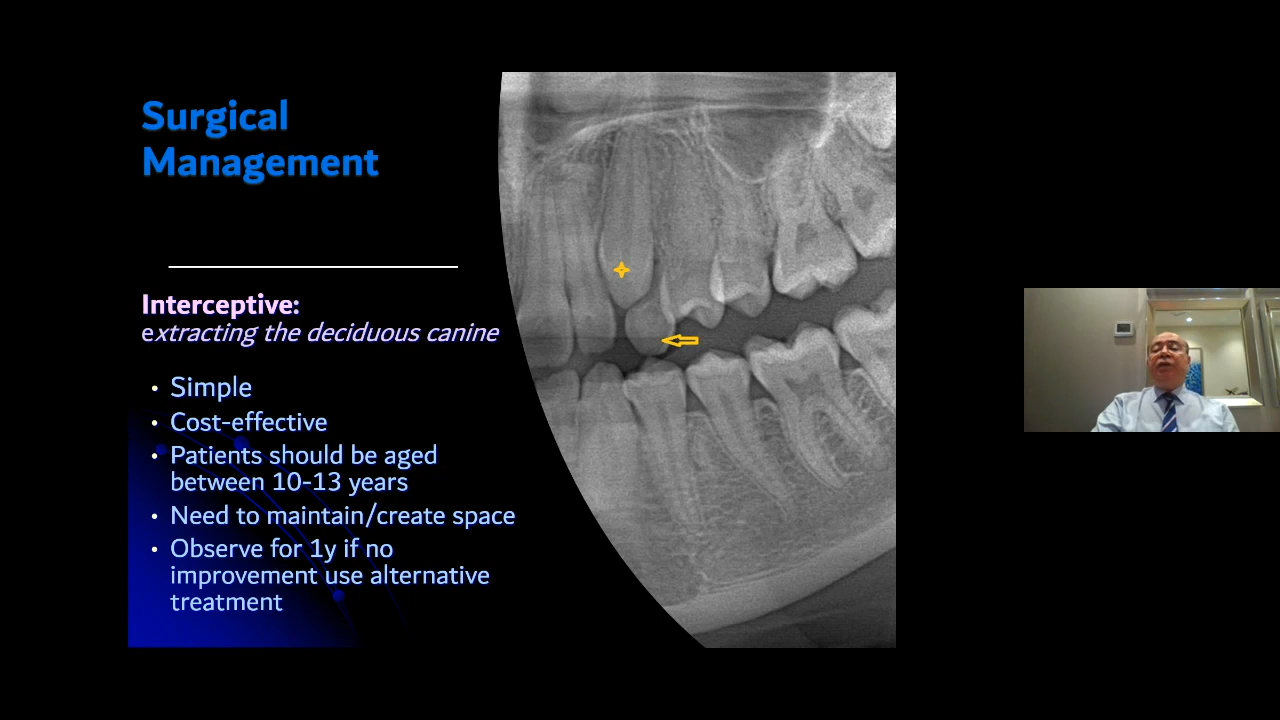 Surgical
Management
Interceptive:
extracting the deciduous canine
• Simple
• Cost-effective
• Patients should be aged
between 10-13 years
• Need to maintain/create space
• Observe for 1y if no
improvement use alternative
treatment